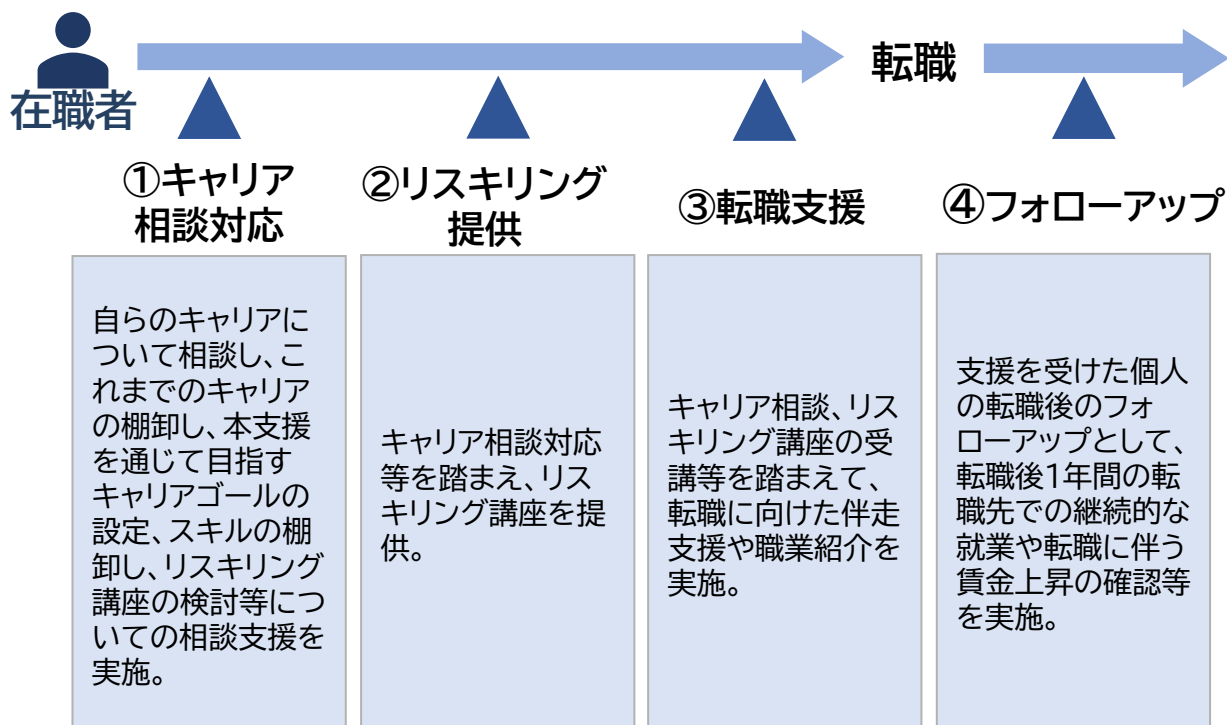 在職者
転職
①キャリア
相談対応
②リスキリング
提供
③転職支援
④フォローアップ
自らのキャリアに
ついて相談し、こ
れまでのキャリア
の棚卸し、本支援
を通じて目指す
キャリアゴールの
設定、スキルの棚
卸し、リスキリング
講座の検討等につ
いての相談支援を
実施。
キャリア相談対応
等を踏まえ、リス
キリング講座を提
供。
キャリア相談、リス
キリング講座の受
講等を踏まえて、
転職に向けた伴走
支援や職業紹介を
実施。
支援を受けた個人
の転職後のフォ
ローアップとして、
転職後1年間の転
職先での継続的な
就業や転職に伴う
賃金上昇の確認等
を実施。